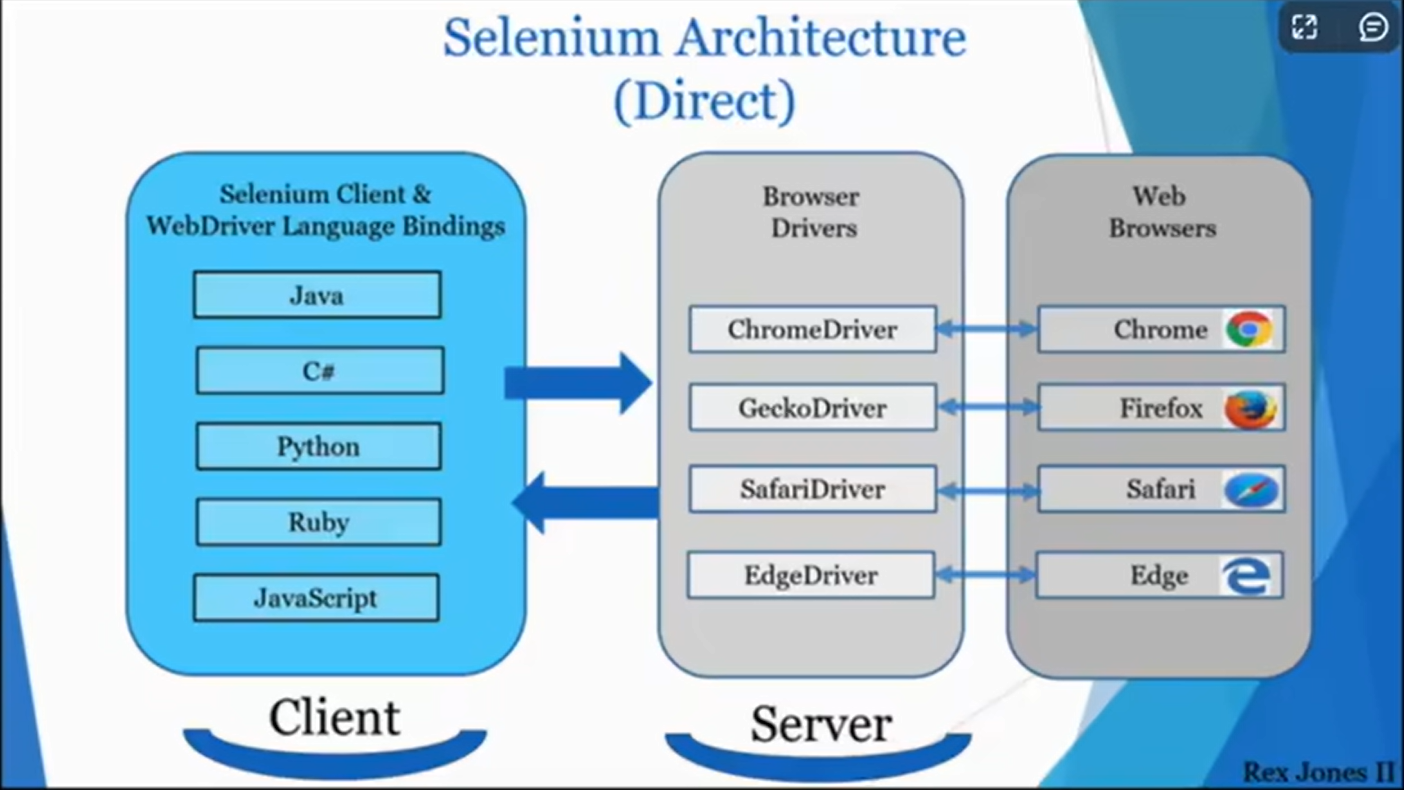 Selenium Architecture
(Direct)
Selenium Client &
WebDriver Language Bindings
Java
C#
Python
Ruby
JavaScript
Client
Browser
Drivers
ChromeDriver
GeckoDriver
SafariDriver
EdgeDriver
Server
Web
Browsers
Chrome
Firefox
Safari
Edge
Rex Jones II